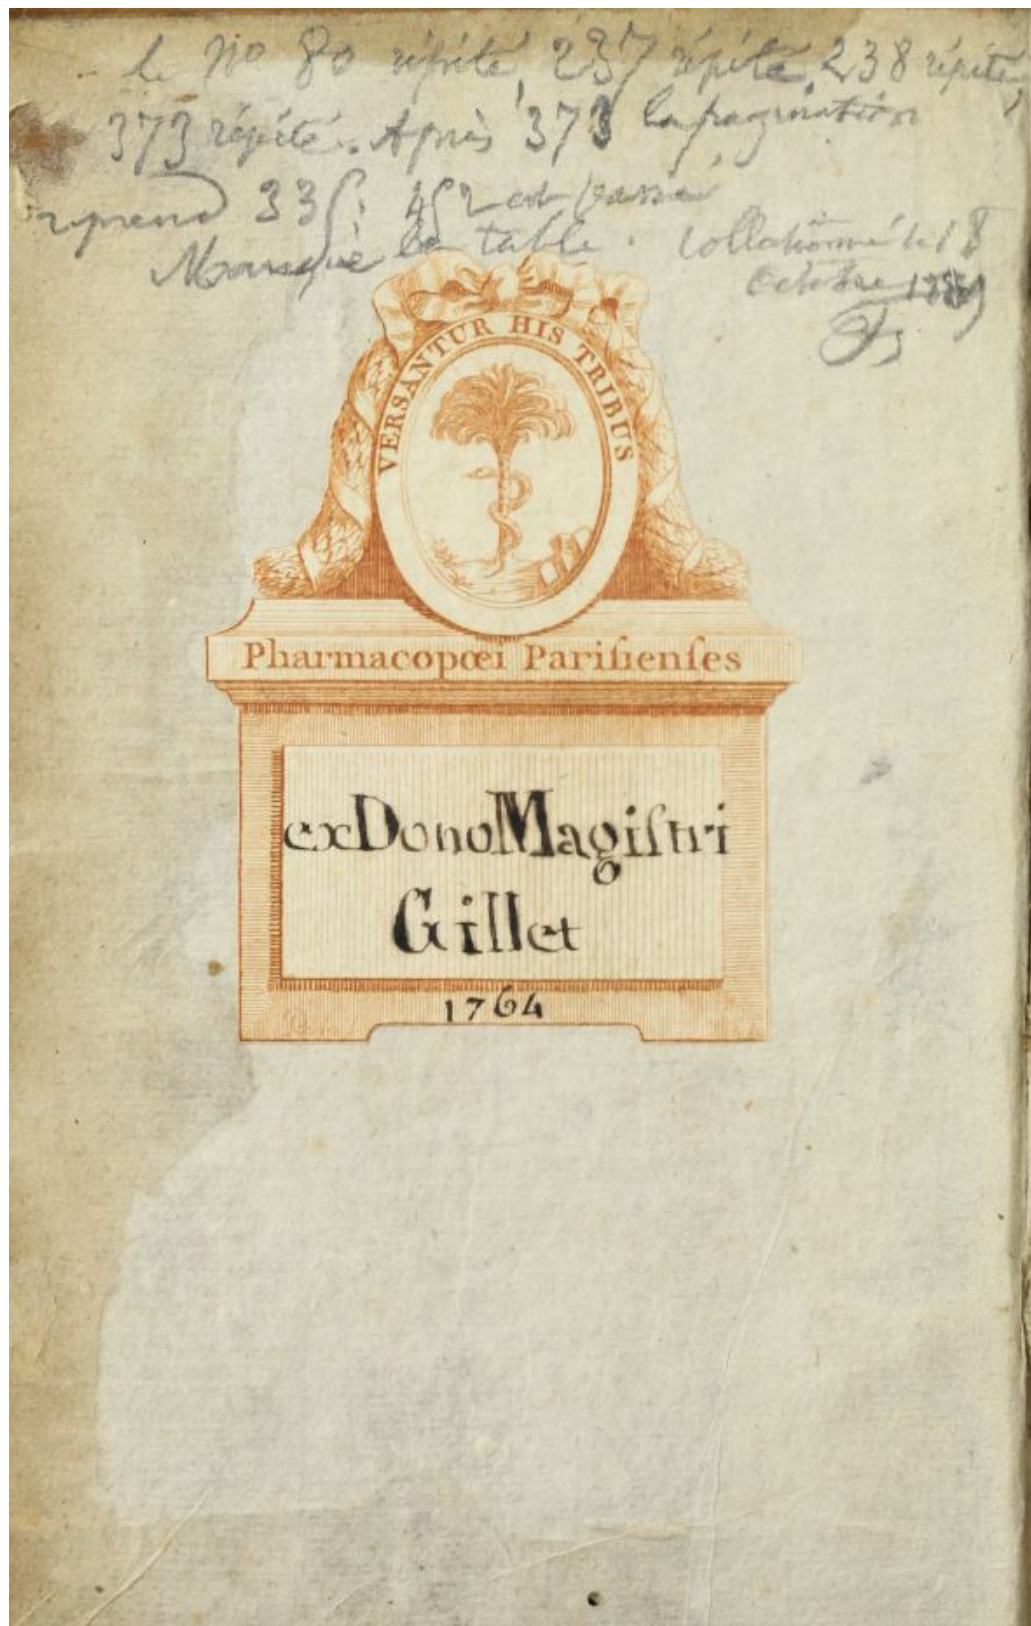 le No 80 répété, 237 répété, 238 répété,
373 répété. Après 373 la pagination
reprend 335; 452 est passé
Manque la table. Collationné le 18
Octobre
VERSANTUR HIS TRIBUS
Pharmacopœi Pariſienſes
ex Dono Magiſtri
Gillet
1764